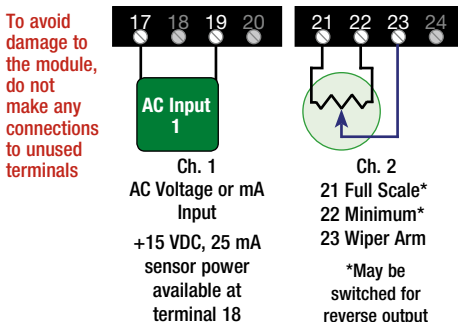 To avoid
damage to
the module,
do not
make any
connections
to unused
terminals
17 18 19 20
AC Input
1
Ch. 1
AC Voltage or mA
Input
+15 VDC, 25 mA
sensor power
available at
terminal 18
21 22 23 24
Ch. 2
21 Full Scale*
22 Minimum*
23 Wiper Arm
*May be
switched for
reverse output